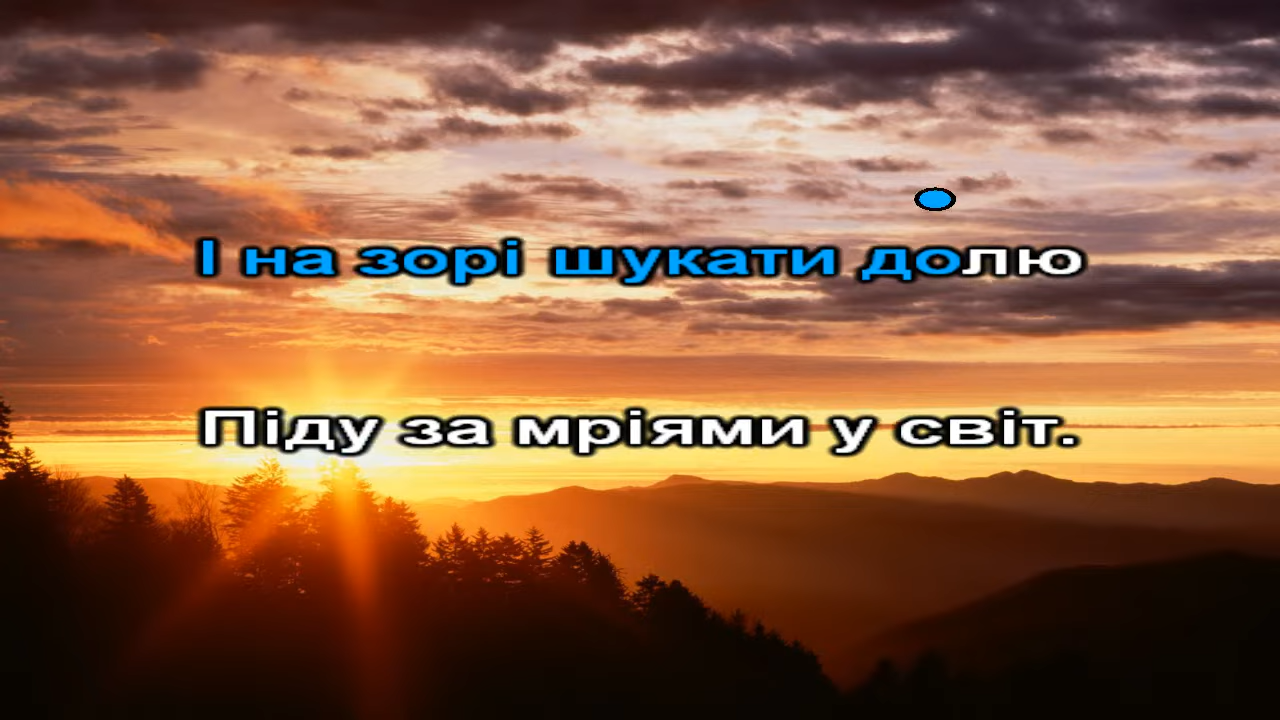 І на зорі шукати долю
Піду за мріями у світ.